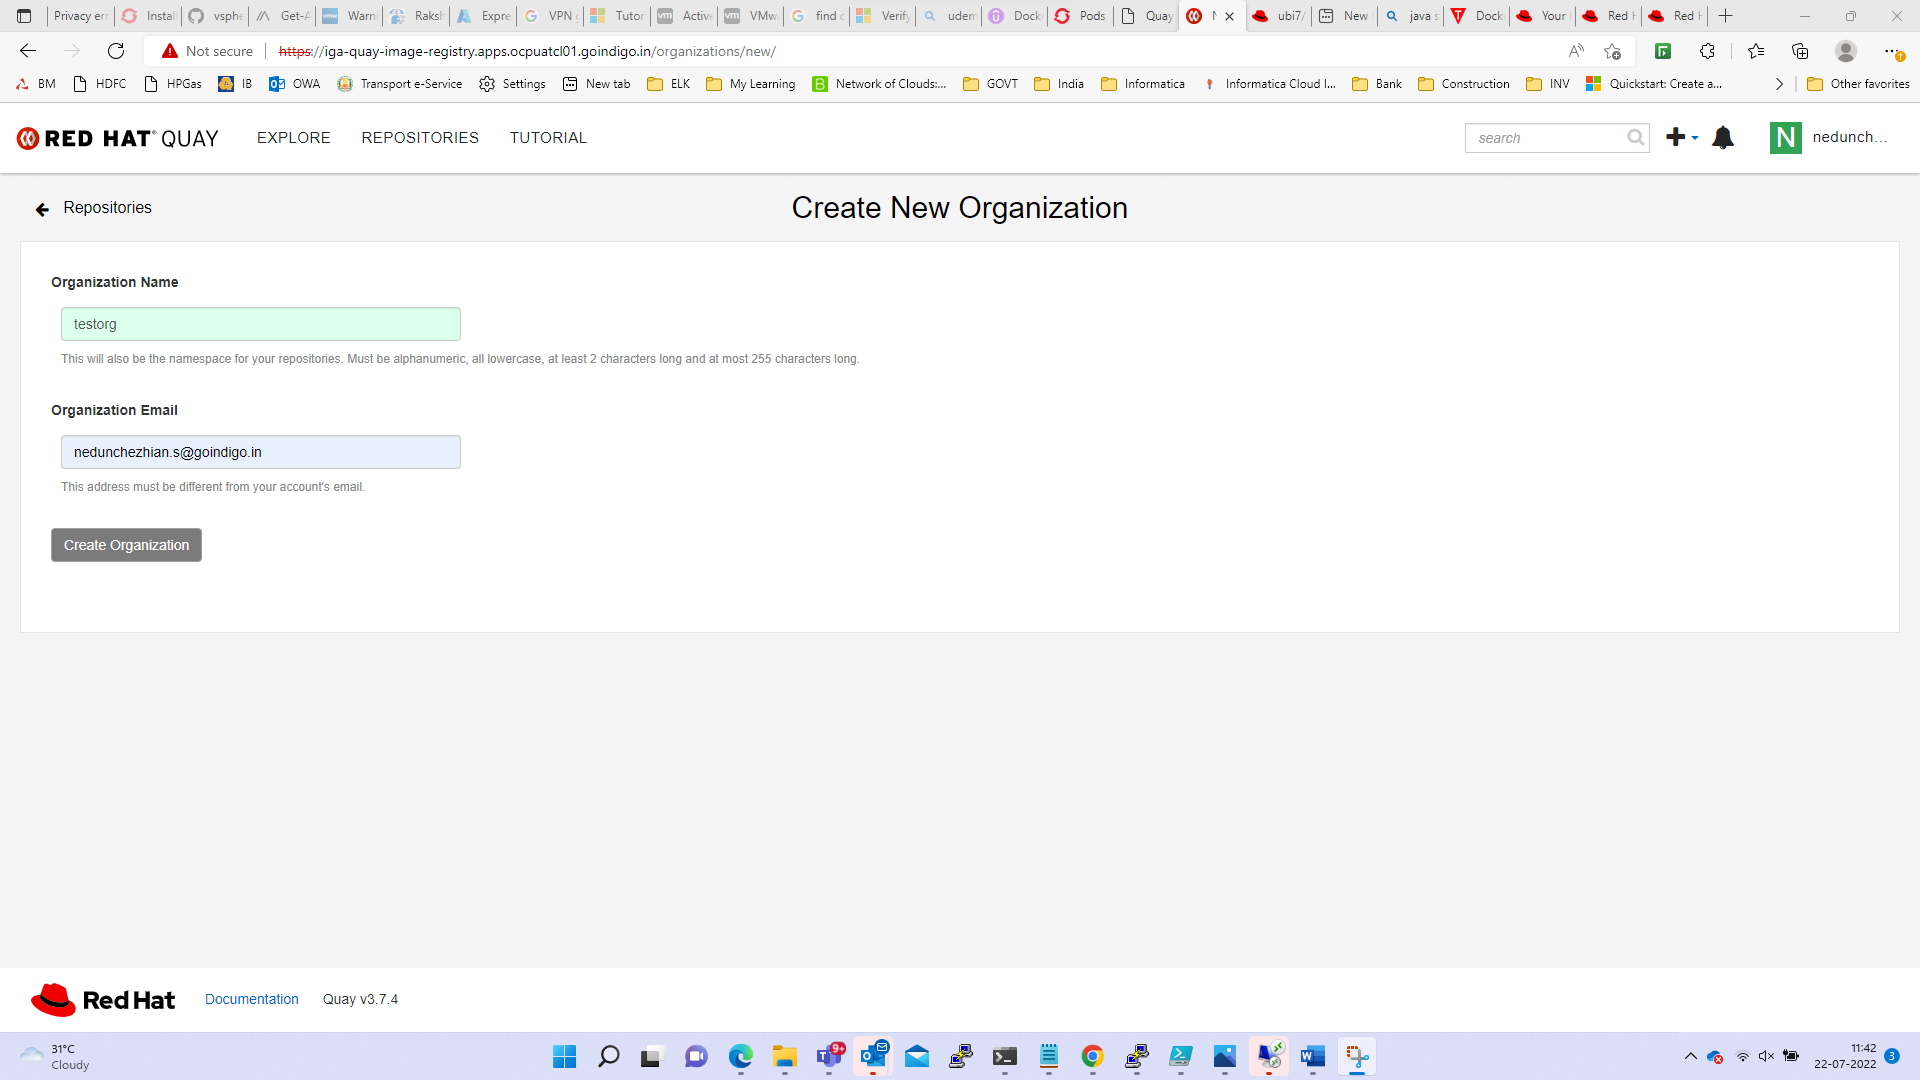 Privacy err Instal vsphe Get-A Warn Raksh Expre VPN g Tutor Active VMwa find c Verify uden Dock Pods Quay N ubi7/ New java s Dock Your Red H Red H
Not secure https://iga-quay-image-registry.apps.ocpuatcl01.goindigo.in/organizations/new/
BM HDFC HPGas IB OWA Transport e-Service Settings New tab ELK My Learning Network of Clouds:... GOVT India Informatica Informatica Cloud I... Bank Construction INV Quickstart: Create a... Other favorites
RED HAT® QUAY EXPLORE REPOSITORIES TUTORIAL search N nedunch...
Repositories Create New Organization
Organization Name
testorg
This will also be the namespace for your repositories. Must be alphanumeric, all lowercase, at least 2 characters long and at most 255 characters long.
Organization Email
nedunchezhian.s@goindigo.in
This address must be different from your account's email.
Create Organization
Red Hat Documentation Quay v3.7.4
31°C
Cloudy
9+
11:42
22-07-2022
3